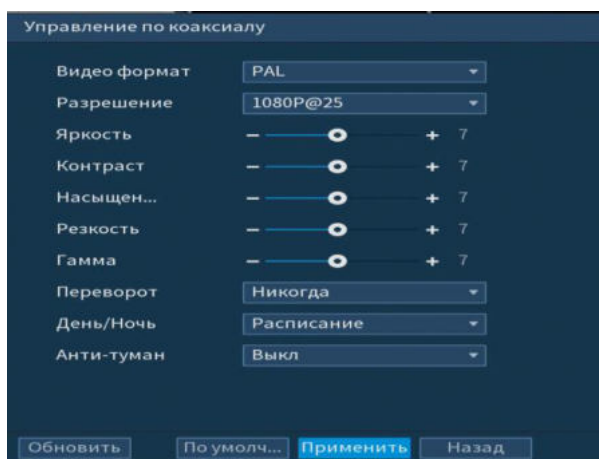 Управление по коаксиалу
Видео формат PAL
Разрешение 1080P@25
Яркость 7
Контраст 7
Насыщен... 7
Резкость 7
Гамма 7
Переворот Никогда
День/Ночь Расписание
Анти-туман Выкл
Обновить По умолч... Применить Назад